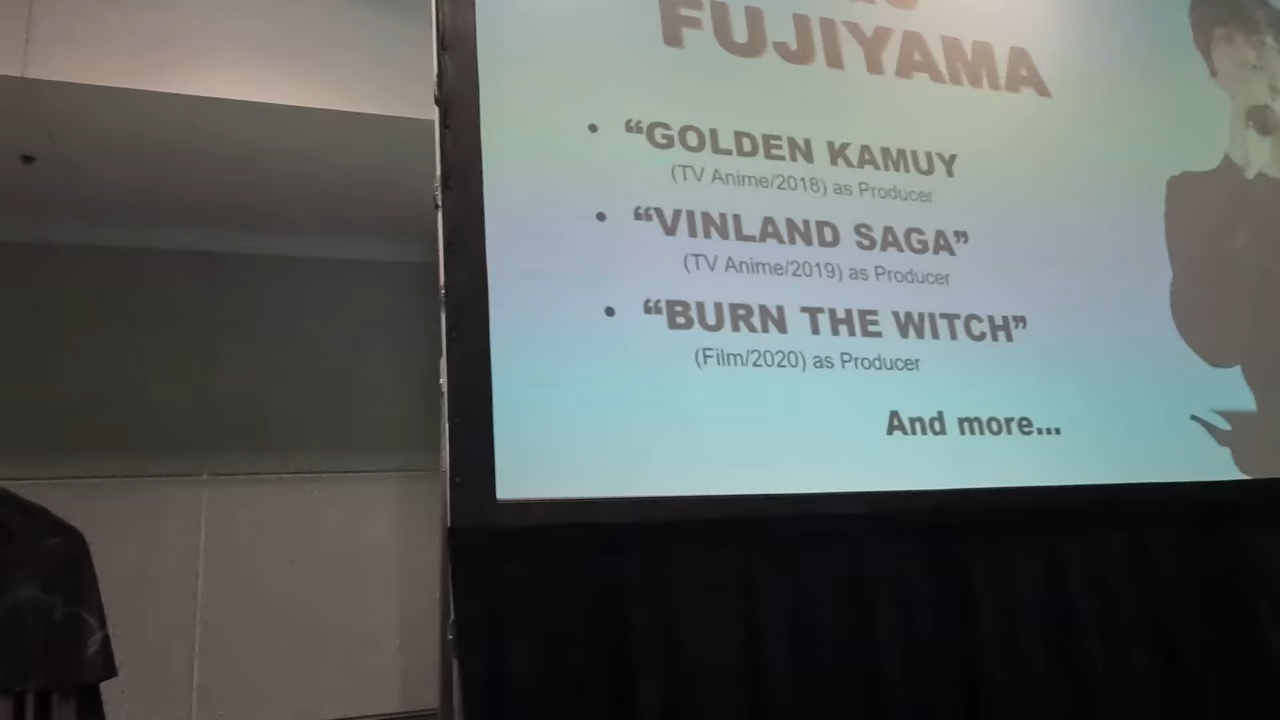 FUJIYAMA
• “GOLDEN KAMUY
(TV Anime/2018) as Producer
• “VINLAND SAGA”
(TV Anime/2019) as Producer
• “BURN THE WITCH”
(Film/2020) as Producer
And more...